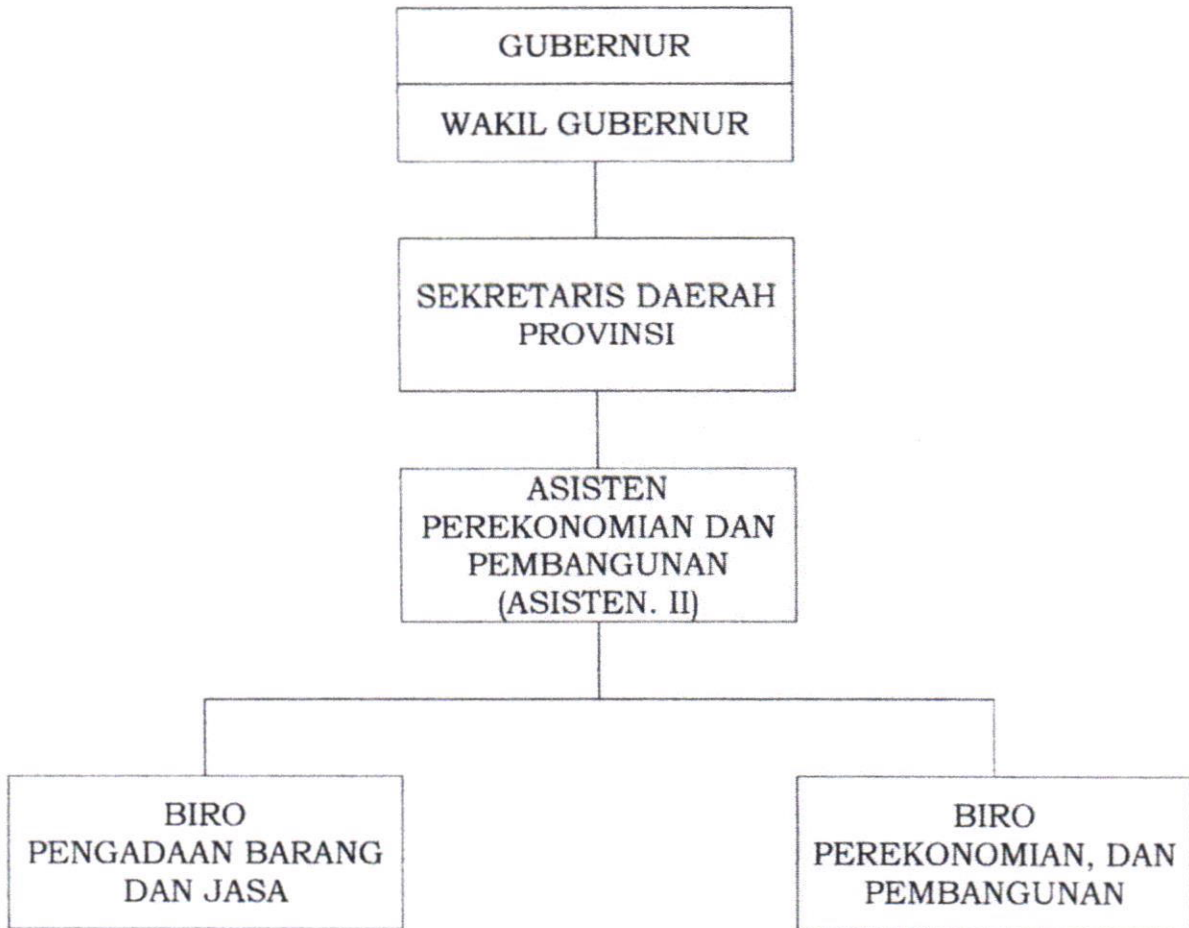 GUBERNUR
WAKIL GUBERNUR
SEKRETARIS DAERAH
PROVINSI
ASISTEN
PEREKONOMIAN DAN
PEMBANGUNAN
(ASISTEN. II)
BIRO
PENGADAAN BARANG
DAN JASA
BIRO
PEREKONOMIAN, DAN
PEMBANGUNAN